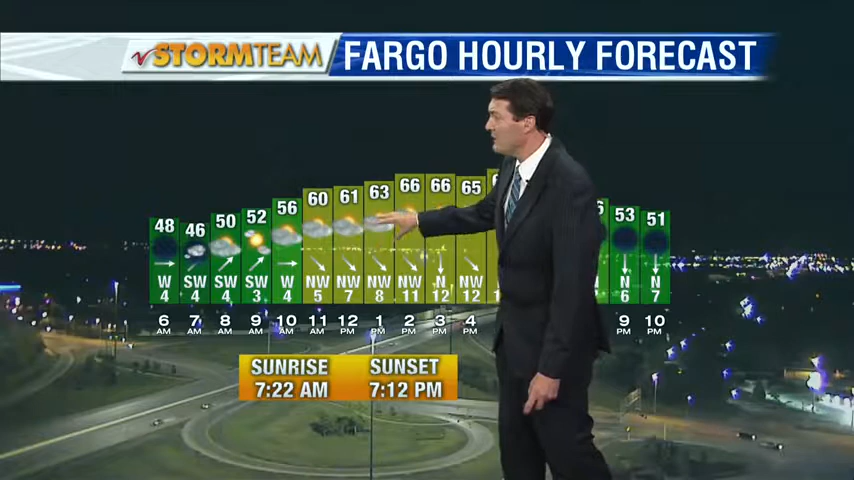 STORMTEAM
FARGO HOURLY FORECAST
48 46 50 52 56 60 61 63 66 66 65 53 51
W SW SW SW W NW NW NW NW N NW N N
4 4 4 3 4 5 7 8 11 12 12 6 7
6 7 8 9 10 11 12 1 2 3 4 9 10
AM AM AM AM AM AM PM PM PM PM PM PM PM
SUNRISE SUNSET
7:22 AM 7:12 PM